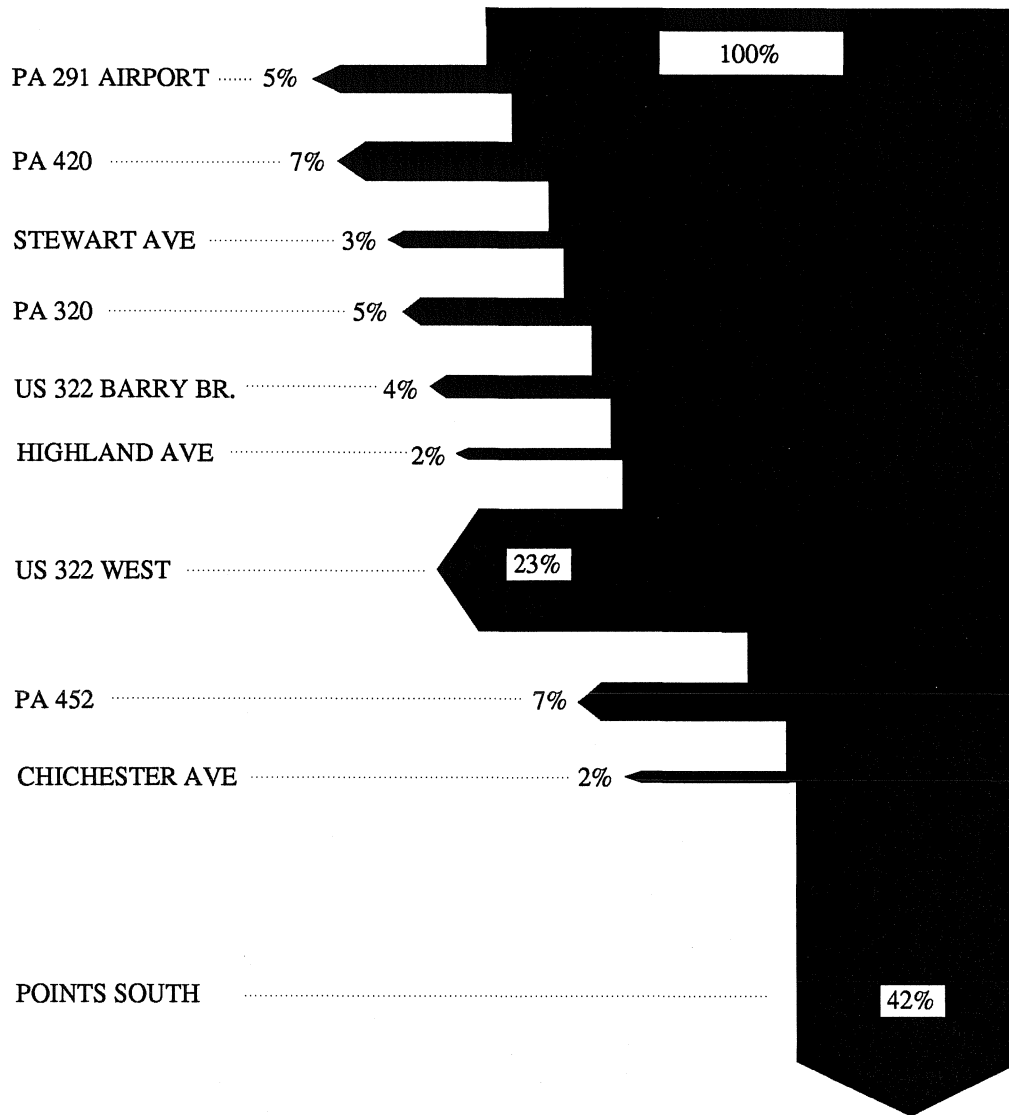 100%
PA 291 AIRPORT ...... 5%
PA 420 ...... 7%
STEWART AVE ...... 3%
PA 320 ...... 5%
US 322 BARRY BR. ...... 4%
HIGHLAND AVE ...... 2%
US 322 WEST ...... 23%
PA 452 ...... 7%
CHICHESTER AVE ...... 2%
POINTS SOUTH ...... 42%